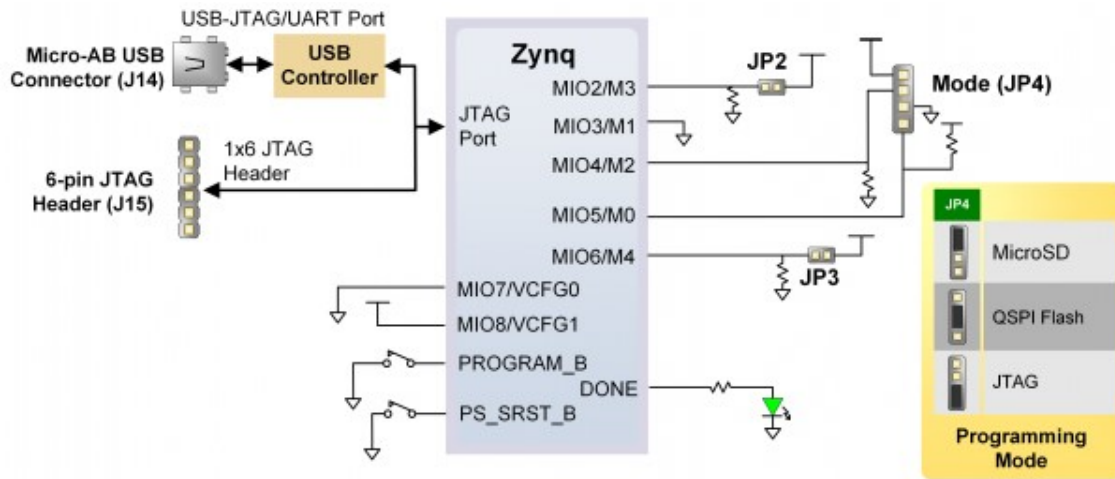 USB-JTAG/UART Port
Micro-AB USB
Connector (J14)
USB
Controller
1x6 JTAG
Header
6-pin JTAG
Header (J15)
Zynq
JTAG
Port
MIO2/M3
MIO3/M1
MIO4/M2
MIO5/M0
MIO6/M4
MIO7/VCFG0
MIO8/VCFG1
PROGRAM_B
DONE
PS_SRST_B
JP2
Mode (JP4)
JP3
JP4
MicroSD
QSPI Flash
JTAG
Programming
Mode